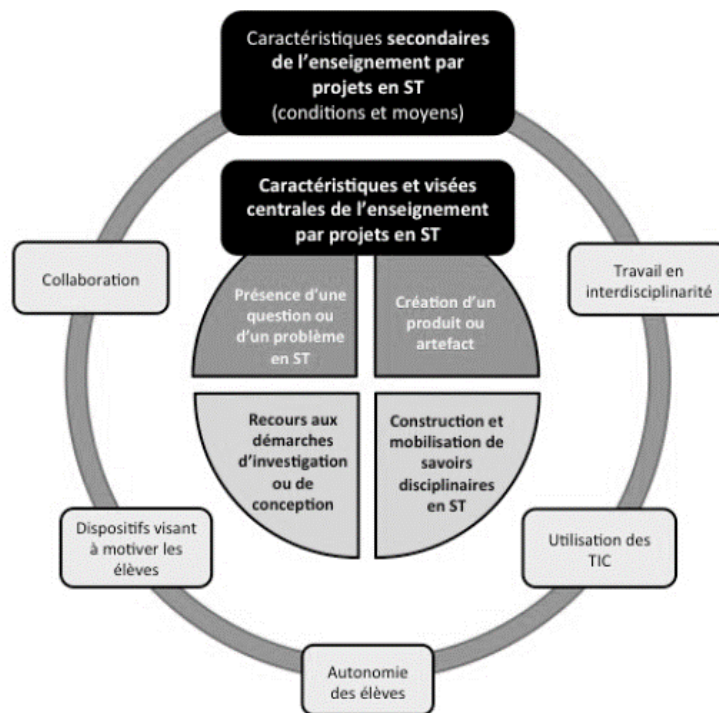 Caractéristiques secondaires
de l’enseignement par
projets en ST
(conditions et moyens)
Caractéristiques et visées
centrales de l’enseignement
par projets en ST
Collaboration
Travail en
interdisciplinarité
Présence d’une
question ou
d’un problème
en ST
Création d’un
produit ou
artefact
Recours aux
démarches
d’investigation
ou de
conception
Construction et
mobilisation de
savoirs
disciplinaires
en ST
Dispositifs visant
à motiver les
élèves
Utilisation des
TIC
Autonomie
des élèves